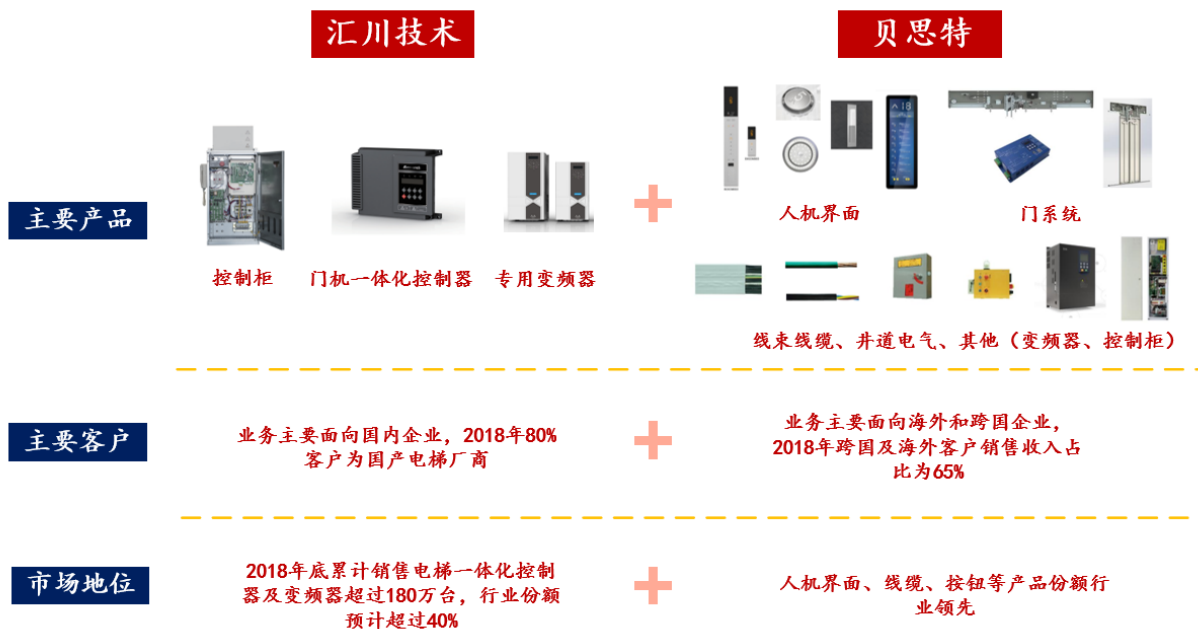 汇川技术
贝思特
主要产品
控制柜
门机一体化控制器
专用变频器
人机界面
门系统
线束线缆、井道电气、其他（变频器、控制柜）
主要客户
业务主要面向国内企业，2018年80%
客户为国产电梯厂商
业务主要面向海外和跨国企业，
2018年跨国及海外客户销售收入占
比为65%
市场地位
2018年底累计销售电梯一体化控制
器及变频器超过180万台，行业份额
预计超过40%
人机界面、线缆、按钮等产品份额行
业领先